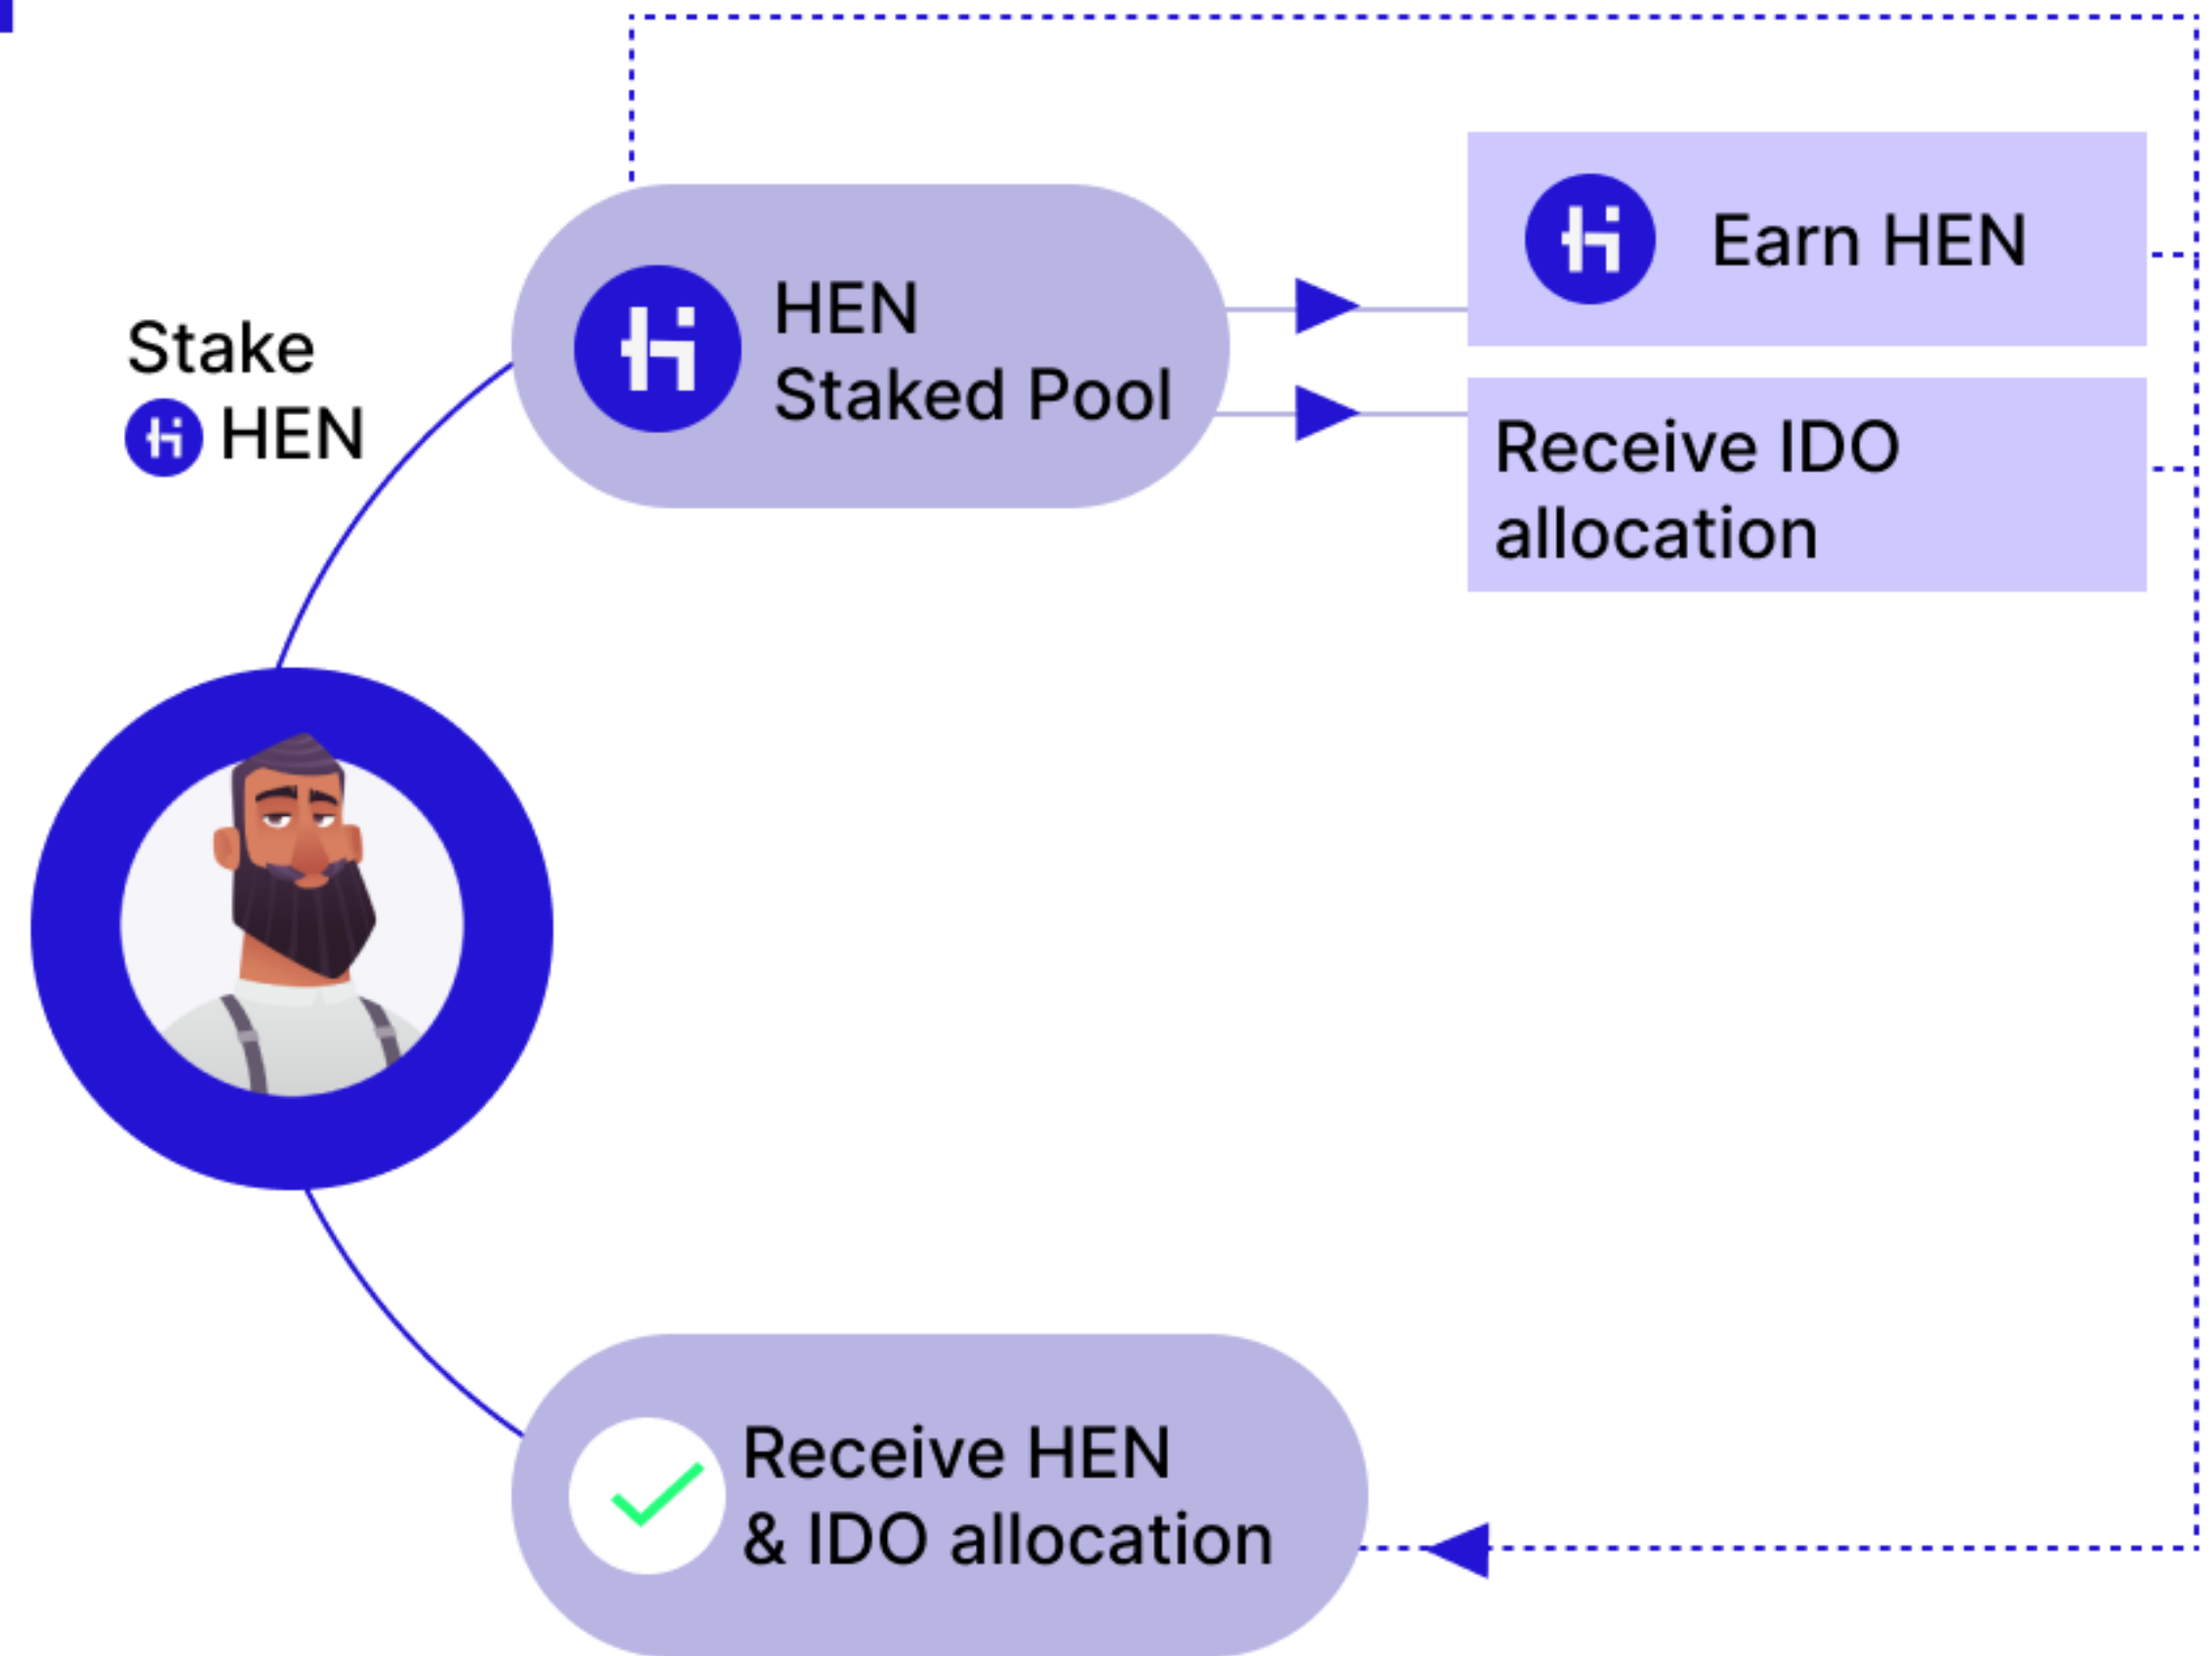 Stake
HEN
HEN
Staked Pool
Earn HEN
Receive IDO
allocation
Receive HEN
& IDO allocation